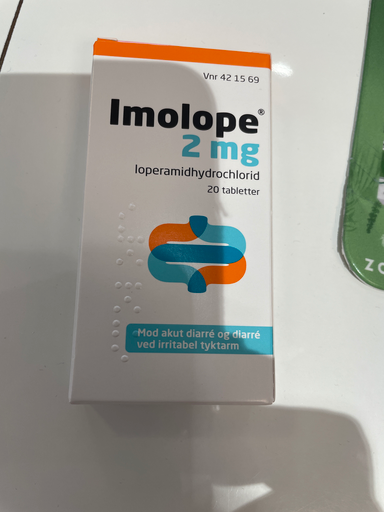 Vnr 42 15 69
Imolope®
2 mg
loperamidhydrochlorid
20 tabletter
Mod akut diarré og diarré
ved irritabel tyktarm